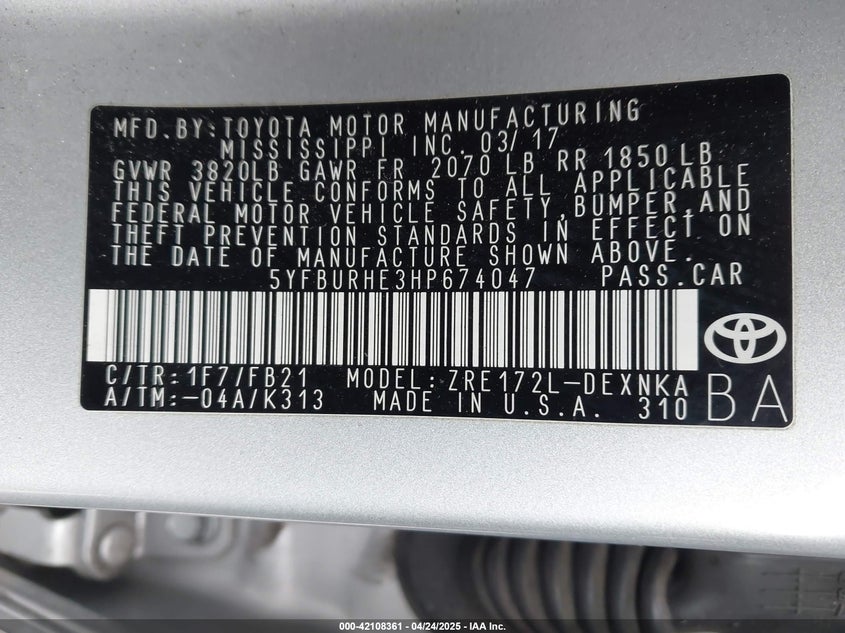 MFD.BY:TOYOTA MOTOR MANUFACTURING
MISSISSIPPI INC. 03/17
GVWR 3820LB GAWR FR 2070 LB RR 1850 LB
THIS VEHICLE CONFORMS TO ALL APPLICABLE
FEDERAL MOTOR VEHICLE SAFETY,BUMPER,AND
THEFT PREVENTION STANDARDS IN EFFECT ON
THE DATE OF MANUFACTURE SHOWN ABOVE.
5YFBURHE3HP674047 PASS.CAR
C/TR:1F7/FB21 MODEL:ZRE172L-DEXNKA
A/TM:-04A/K313 MADE IN U.S.A. 310 BA
000-42108361 - 04/24/2025 - IAA Inc.